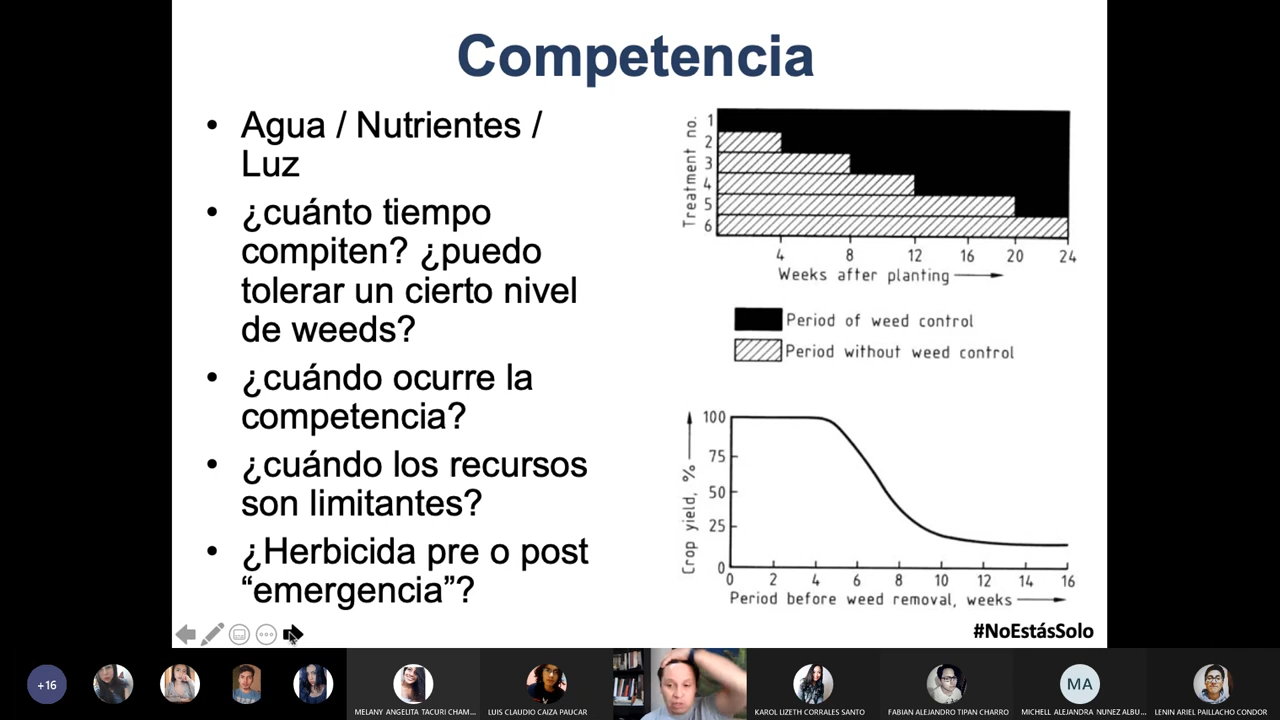 Competencia
• Agua / Nutrientes /
Luz
• ¿cuánto tiempo
compiten? ¿puedo
tolerar un cierto nivel
de weeds?
• ¿cuándo ocurre la
competencia?
• ¿cuándo los recursos
son limitantes?
• ¿Herbicida pre o post
“emergencia”?
Treatment no.
1
2
3
4
5
6
4 8 12 16 20 24
Weeks after planting
Period of weed control
Period without weed control
Crop yield, %
100
75
50
25
0
0 2 4 6 8 10 12 14 16
Period before weed removal, weeks
#NoEstásSolo
+16
MELANY ANGELITA TACURI CHAM...
LUIS CLAUDIO CAIZA PAUCAR
KAROL LIZETH CORRALES SANTO
FABIAN ALEJANDRO TIPAN CHARRO
MA
MICHELL ALEJANDRA NUNEZ ALBU...
LENIN ARIEL PAILLACHO CONDOR